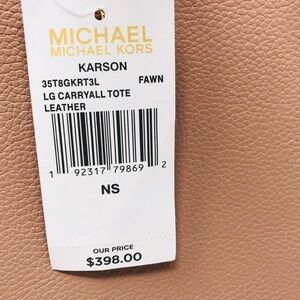 MICHAEL
MICHAEL KORS
KARSON
35T8GKRT3L FAWN
LG CARRYALL TOTE
LEATHER
1 92317 79869 2
NS
OUR PRICE
$398.00